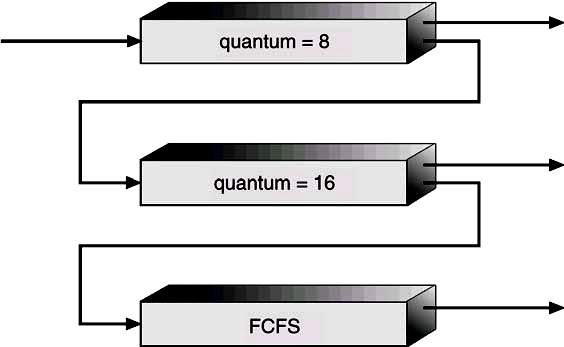 quantum = 8
quantum = 16
FCFS